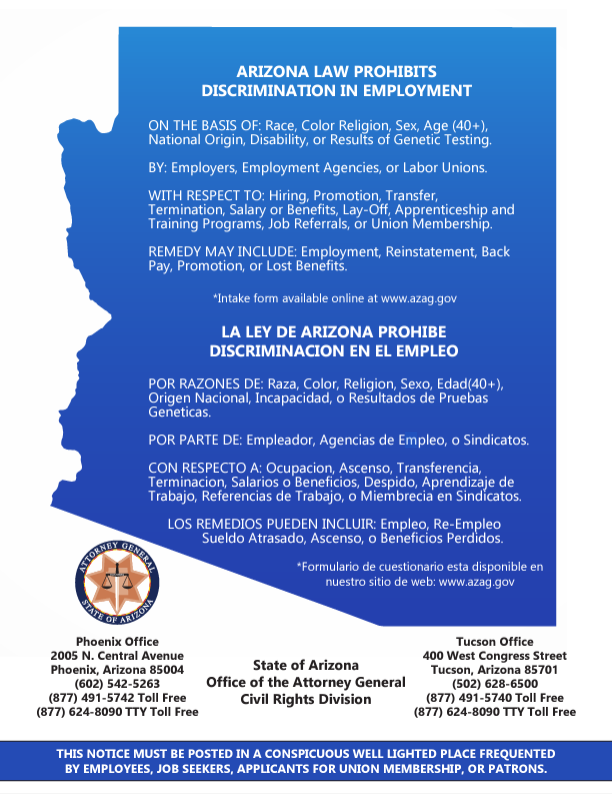 ARIZONA LAW PROHIBITS
DISCRIMINATION IN EMPLOYMENT
ON THE BASIS OF: Race, Color Religion, Sex, Age (40+),
National Origin, Disability, or Results of Genetic Testing.
BY: Employers, Employment Agencies, or Labor Unions.
WITH RESPECT TO: Hiring, Promotion, Transfer,
Termination, Salary or Benefits, Lay-Off, Apprenticeship and
Training Programs, Job Referrals, or Union Membership.
REMEDY MAY INCLUDE: Employment, Reinstatement, Back
Pay, Promotion, or Lost Benefits.
*Intake form available online at www.azag.gov
LA LEY DE ARIZONA PROHIBE
DISCRIMINACION EN EL EMPLEO
POR RAZONES DE: Raza, Color, Religion, Sexo, Edad(40+),
Origen Nacional, Incapacidad, o Resultados de Pruebas
Geneticas.
POR PARTE DE: Empleador, Agencias de Empleo, o Sindicatos.
CON RESPECTO A: Ocupacion, Ascenso, Transferencia,
Terminacion, Salarios o Beneficios, Despido, Aprendizaje de
Trabajo, Referencias de Trabajo, o Miembrecia en Sindicatos.
LOS REMEDIOS PUEDEN INCLUIR: Empleo, Re-Empleo
Sueldo Atrasado, Ascenso, o Beneficios Perdidos.
*Formulario de cuestionario esta disponible en
nuestro sitio de web: www.azag.gov
ATTORNEY GENERAL
STATE OF ARIZONA
Phoenix Office
2005 N. Central Avenue
Phoenix, Arizona 85004
(602) 542-5263
(877) 491-5742 Toll Free
(877) 624-8090 TTY Toll Free
State of Arizona
Office of the Attorney General
Civil Rights Division
Tucson Office
400 West Congress Street
Tucson, Arizona 85701
(502) 628-6500
(877) 491-5740 Toll Free
(877) 624-8090 TTY Toll Free
THIS NOTICE MUST BE POSTED IN A CONSPICUOUS WELL LIGHTED PLACE FREQUENTED
BY EMPLOYEES, JOB SEEKERS, APPLICANTS FOR UNION MEMBERSHIP, OR PATRONS.